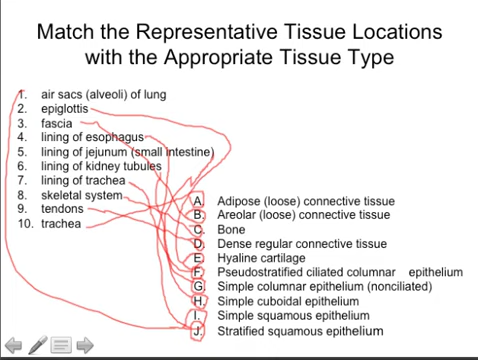 Match the Representative Tissue Locations
with the Appropriate Tissue Type
1. air sacs (alveoli) of lung
2. epiglottis
3. fascia
4. lining of esophagus
5. lining of jejunum (small intestine)
6. lining of kidney tubules
7. lining of trachea
8. skeletal system
9. tendons
10. trachea
A. Adipose (loose) connective tissue
B. Areolar (loose) connective tissue
C. Bone
D. Dense regular connective tissue
E. Hyaline cartilage
F. Pseudostratified ciliated columnar epithelium
G. Simple columnar epithelium (nonciliated)
H. Simple cuboidal epithelium
I. Simple squamous epithelium
J. Stratified squamous epithelium